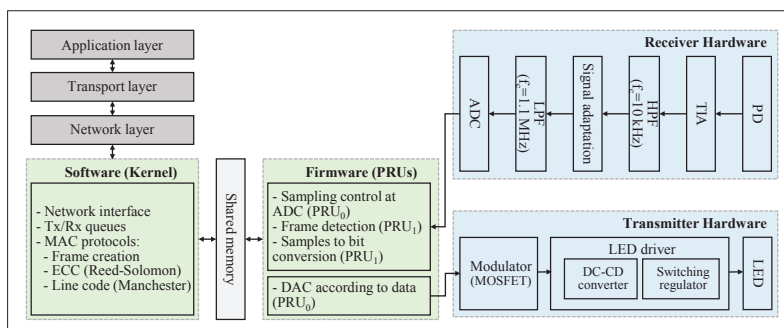 Application layer
Transport layer
Network layer
Software (Kernel)
- Network interface
- Tx/Rx queues
- MAC protocols:
- Frame creation
- ECC (Reed-Solomon)
- Line code (Manchester)
Shared memory
Firmware (PRUs)
- Sampling control at
ADC (PRU0)
- Frame detection (PRU1)
- Samples to bit
conversion (PRU1)
- DAC according to data
(PRU0)
Receiver Hardware
ADC
LPF
(fc=1.1 MHz)
Signal adaptation
HPF
(fc=10 kHz)
TIA
PD
Transmitter Hardware
Modulator
(MOSFET)
LED driver
DC-CD
converter
Switching
regulator
LED